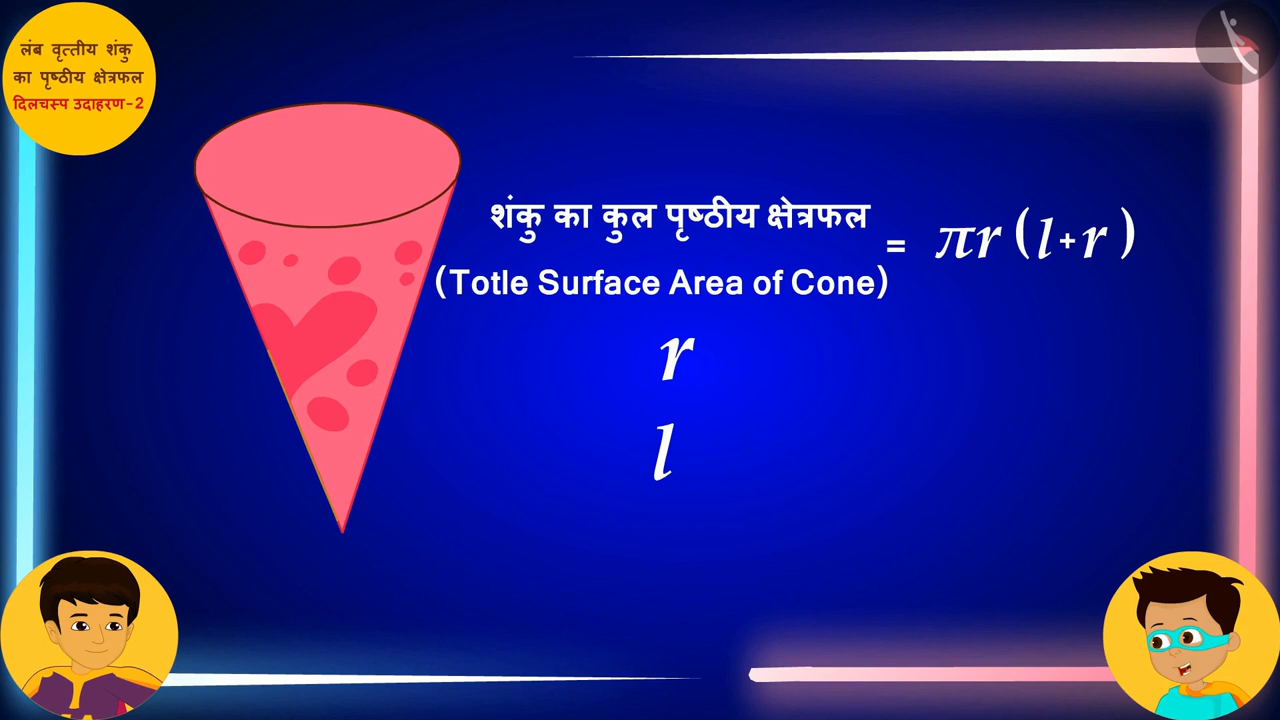 लंब वृत्तीय शंकु
का पृष्ठीय क्षेत्रफल
दिलचस्प उदाहरण-2
शंकु का कुल पृष्ठीय क्षेत्रफल
(Totle Surface Area of Cone) = πr(l+r)
r
l